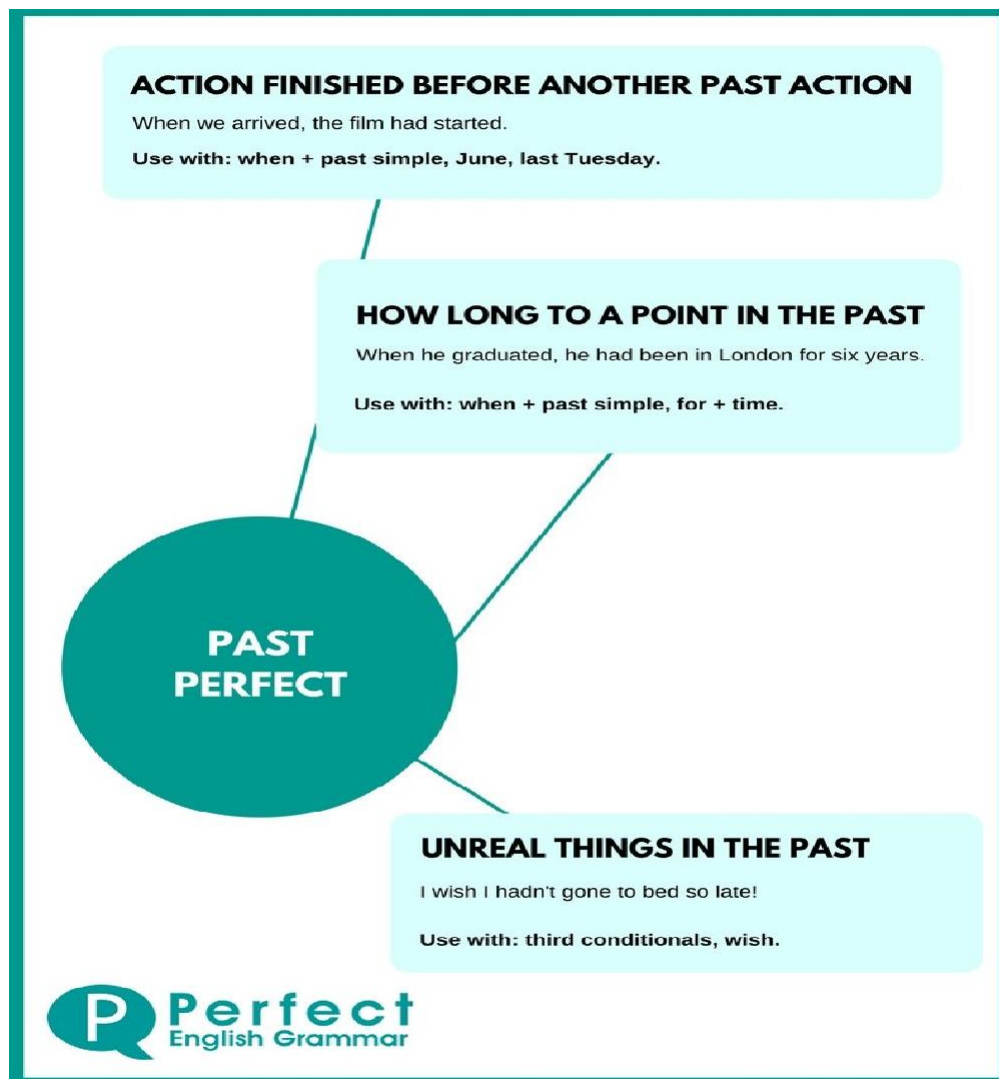 ACTION FINISHED BEFORE ANOTHER PAST ACTION
When we arrived, the film had started.
Use with: when + past simple, June, last Tuesday.
HOW LONG TO A POINT IN THE PAST
When he graduated, he had been in London for six years.
Use with: when + past simple, for + time.
PAST
PERFECT
UNREAL THINGS IN THE PAST
I wish I hadn't gone to bed so late!
Use with: third conditionals, wish.
P Perfect
English Grammar